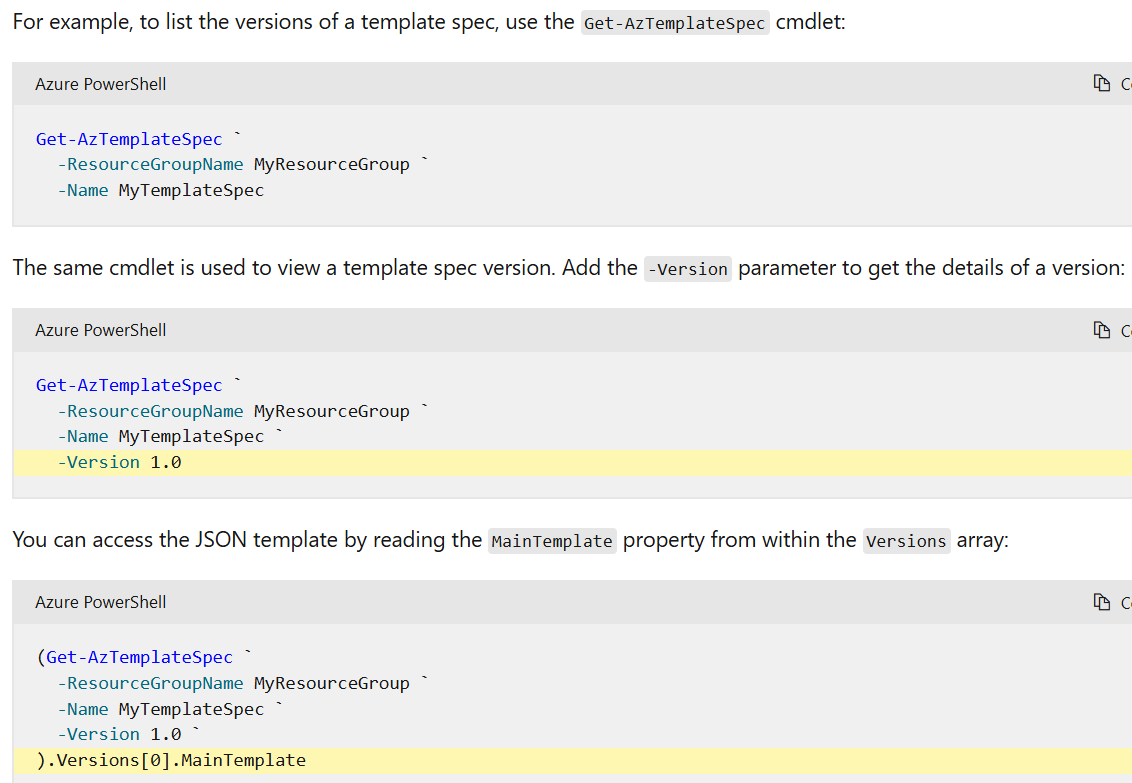 For example, to list the versions of a template spec, use the Get-AzTemplateSpec cmdlet:
Azure PowerShell
Get-AzTemplateSpec `
-ResourceGroupName MyResourceGroup `
-Name MyTemplateSpec
The same cmdlet is used to view a template spec version. Add the -Version parameter to get the details of a version:
Azure PowerShell
Get-AzTemplateSpec `
-ResourceGroupName MyResourceGroup `
-Name MyTemplateSpec `
-Version 1.0
You can access the JSON template by reading the MainTemplate property from within the Versions array:
Azure PowerShell
(Get-AzTemplateSpec `
-ResourceGroupName MyResourceGroup `
-Name MyTemplateSpec `
-Version 1.0 `
).Versions[0].MainTemplate